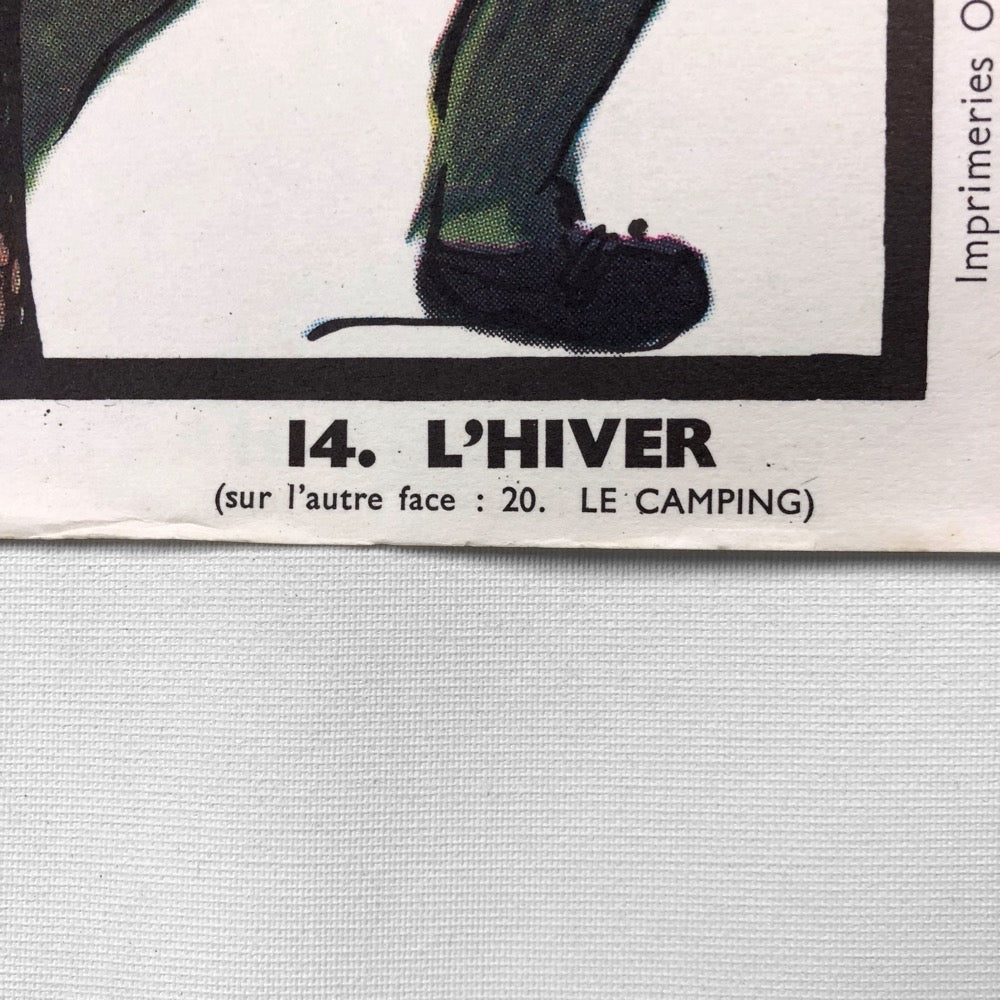 14. L'HIVER
(sur l'autre face : 20. LE CAMPING)
Imprimeries